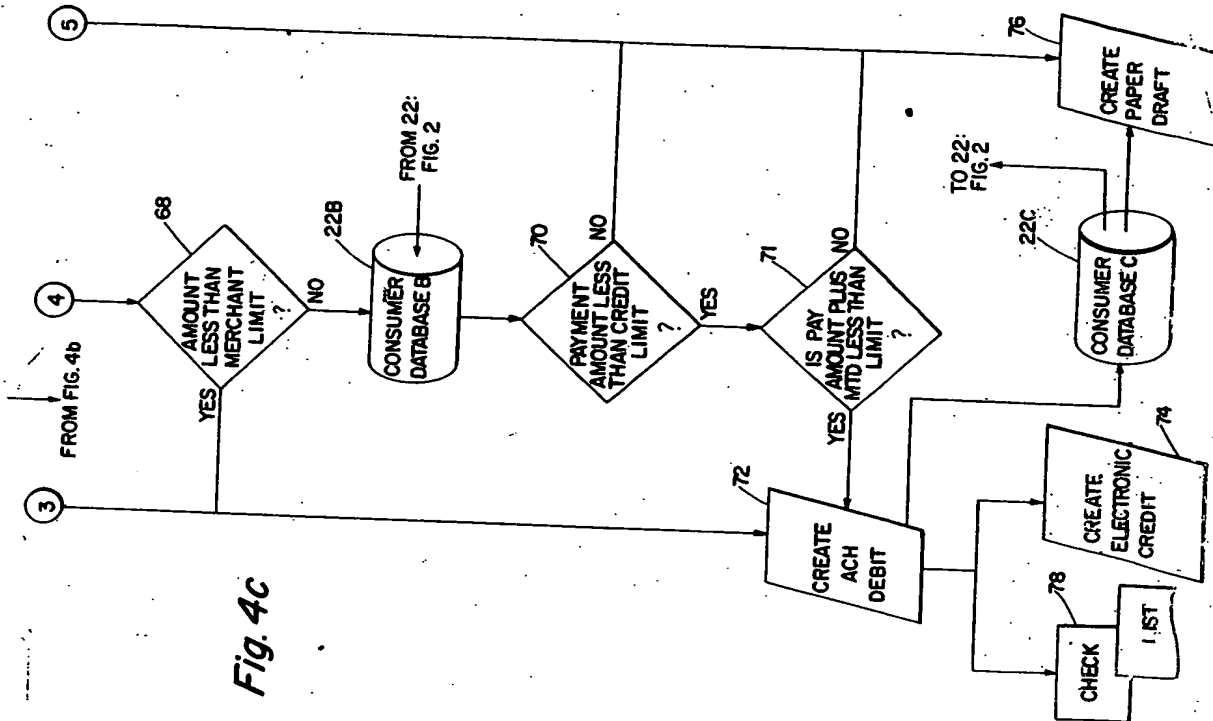 FROM FIG. 4b
3
4
5
68
AMOUNT
LESS THAN
MERCHANT
LIMIT
?
YES
NO
22B
CONSUMER
DATABASE B
FROM 22:
FIG. 2
70
PAYMENT
AMOUNT LESS
THAN CREDIT
LIMIT
?
NO
YES
71
IS PAY
AMOUNT PLUS
MTD LESS THAN
LIMIT
?
NO
YES
72
CREATE
ACH
DEBIT
TO 22:
FIG. 2
22C
CONSUMER
DATABASE C
76
CREATE
PAPER
DRAFT
74
CREATE
ELECTRONIC
CREDIT
78
CHECK
LIST
Fig. 4c